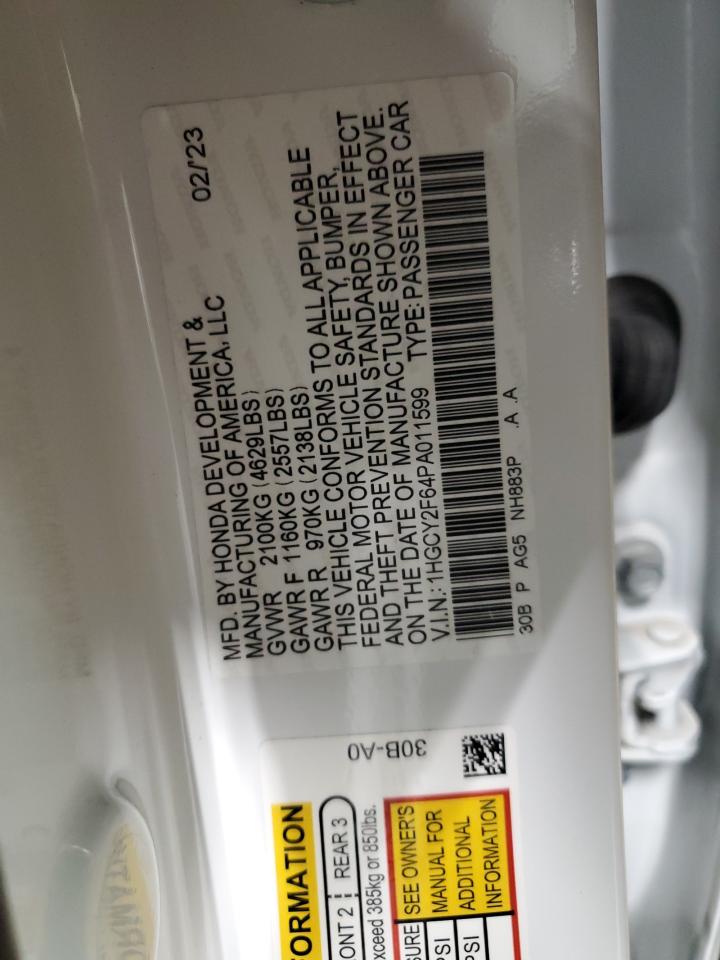 02/'23
MFD. BY HONDA DEVELOPMENT &
MANUFACTURING OF AMERICA, LLC
GVWR 2100KG (4629LBS)
GAWR F 1160KG (2557LBS)
GAWR R 970KG (2138LBS)
THIS VEHICLE CONFORMS TO ALL APPLICABLE
FEDERAL MOTOR VEHICLE SAFETY, BUMPER,
AND THEFT PREVENTION STANDARDS IN EFFECT
ON THE DATE OF MANUFACTURE SHOWN ABOVE.
V.I.N.: 1HGCY2F64PA011599 TYPE: PASSENGER CAR
30B P AG5 NH883P .A .A
30B-A0
ORMATION
ONT 2 REAR 3
xceed 385kg or 850lbs.
SURE SEE OWNER'S
MANUAL FOR
PSI ADDITIONAL
PSI INFORMATION